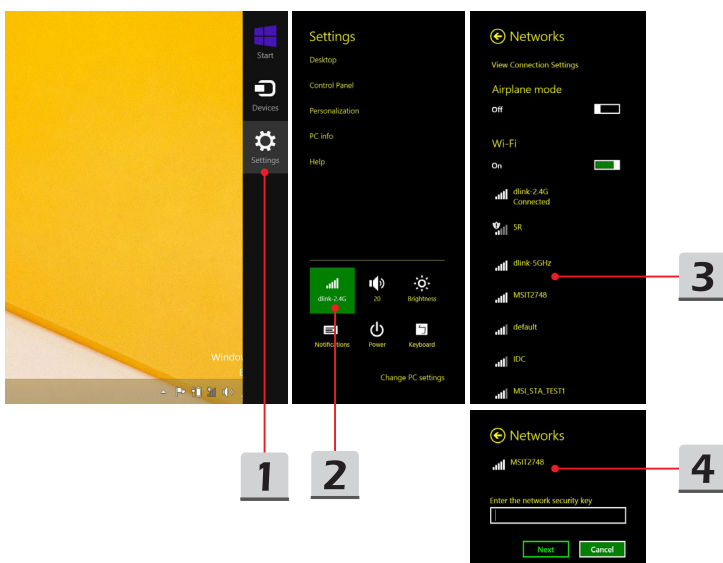 Start
Devices
Settings
Windo
1
Settings
Desktop
Control Panel
Personalization
PC info
Help
dlink-2.4G
20
Brightness
Notifications
Power
Keyboard
Change PC settings
2
Networks
View Connection Settings
Airplane mode
Off
Wi-Fi
On
dlink-2.4G
Connected
SR
dlink-5GHz
MSIT2748
default
IDC
MSI_STA_TEST1
3
Networks
MSIT2748
Enter the network security key
Next Cancel
4